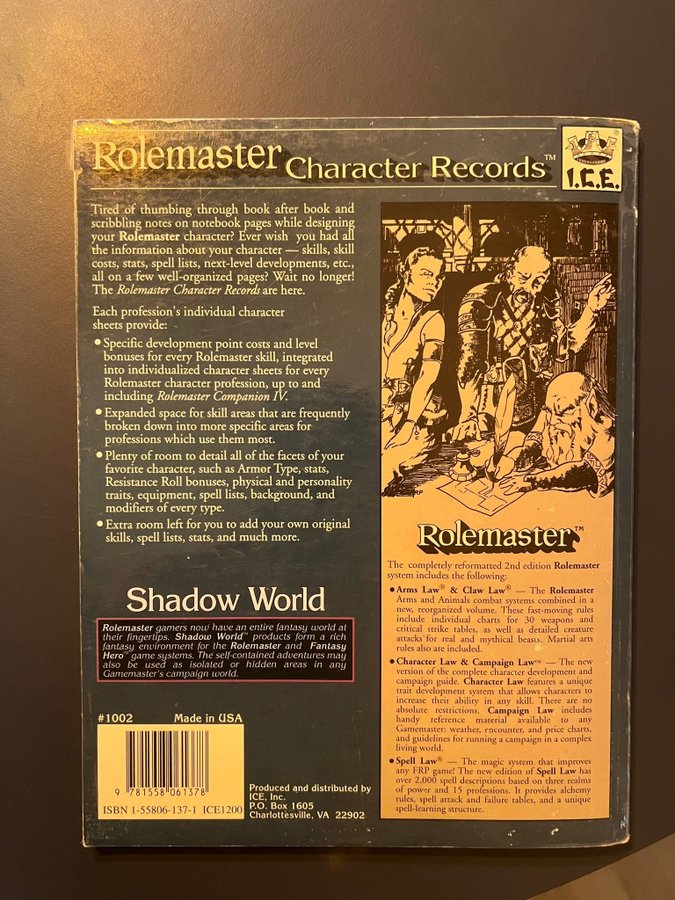 Rolemaster Character Records™
®
I.C.E.
Tired of thumbing through book after book and
scribbling notes on notebook pages while designing
your Rolemaster character? Ever wish you had all
the information about your character — skills, skill
costs, stats, spell lists, next-level developments, etc.,
all on a few well-organized pages? Wait no longer!
The Rolemaster Character Records are here.
Each profession's individual character
sheets provide:
• Specific development point costs and level
bonuses for every Rolemaster skill, integrated
into individualized character sheets for every
Rolemaster character profession, up to and
including Rolemaster Companion IV.
• Expanded space for skill areas that are frequently
broken down into more specific areas for
professions which use them most.
• Plenty of room to detail all of the facets of your
favorite character, such as Armor Type, stats,
Resistance Roll bonuses, physical and personality
traits, equipment, spell lists, background, and
modifiers of every type.
• Extra room left for you to add your own original
skills, spell lists, stats, and much more.
Shadow World
Rolemaster gamers now have an entire fantasy world at
their fingertips. Shadow World™ products form a rich
fantasy environment for the Rolemaster and Fantasy
Hero™ game systems. The self-contained adventures may
also be used as isolated or hidden areas in any
Gamemaster's campaign world.
#1002 Made in USA
9 781558 061378
ISBN 1-55806-137-1 ICE1200
Produced and distributed by
ICE, Inc.
P.O. Box 1605
Charlottesville, VA 22902
Rolemaster™
The completely reformatted 2nd edition Rolemaster
system includes the following:
• Arms Law® & Claw Law® — The Rolemaster
Arms and Animals combat systems combined in a
new, reorganized volume. These fast-moving rules
include individual charts for 30 weapons and
critical strike tables, as well as detailed creature
attacks for real and mythical beasts. Martial arts
rules also are included.
• Character Law & Campaign Law™ — The new
version of the complete character development and
campaign guide. Character Law features a unique
trait development system that allows characters to
increase their ability in any skill. There are no
absolute restrictions. Campaign Law includes
handy reference material available to any
Gamemaster: weather, encounter, and price charts,
and guidelines for running a campaign in a complex
living world.
• Spell Law® — The magic system that improves
any FRP game! The new edition of Spell Law has
over 2,000 spell descriptions based on three realms
of power and 15 professions. It provides alchemy
rules, spell attack and failure tables, and a unique
spell-learning structure.